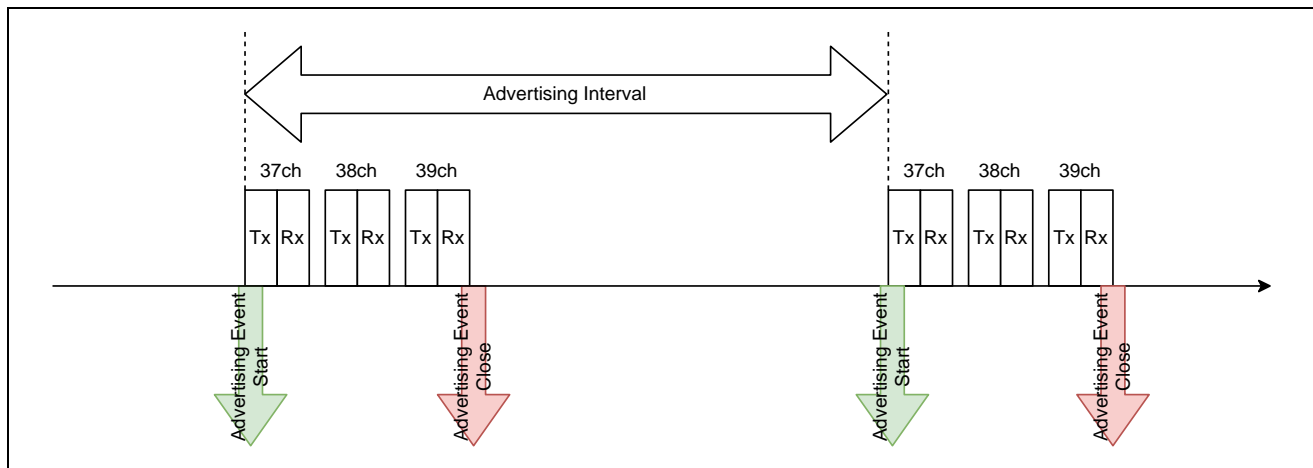 Advertising Interval
37ch
38ch
39ch
37ch
38ch
39ch
Tx
Rx
Tx
Rx
Tx
Rx
Tx
Rx
Tx
Rx
Tx
Rx
Advertising Event
Start
Advertising Event
Close
Advertising Event
Start
Advertising Event
Close